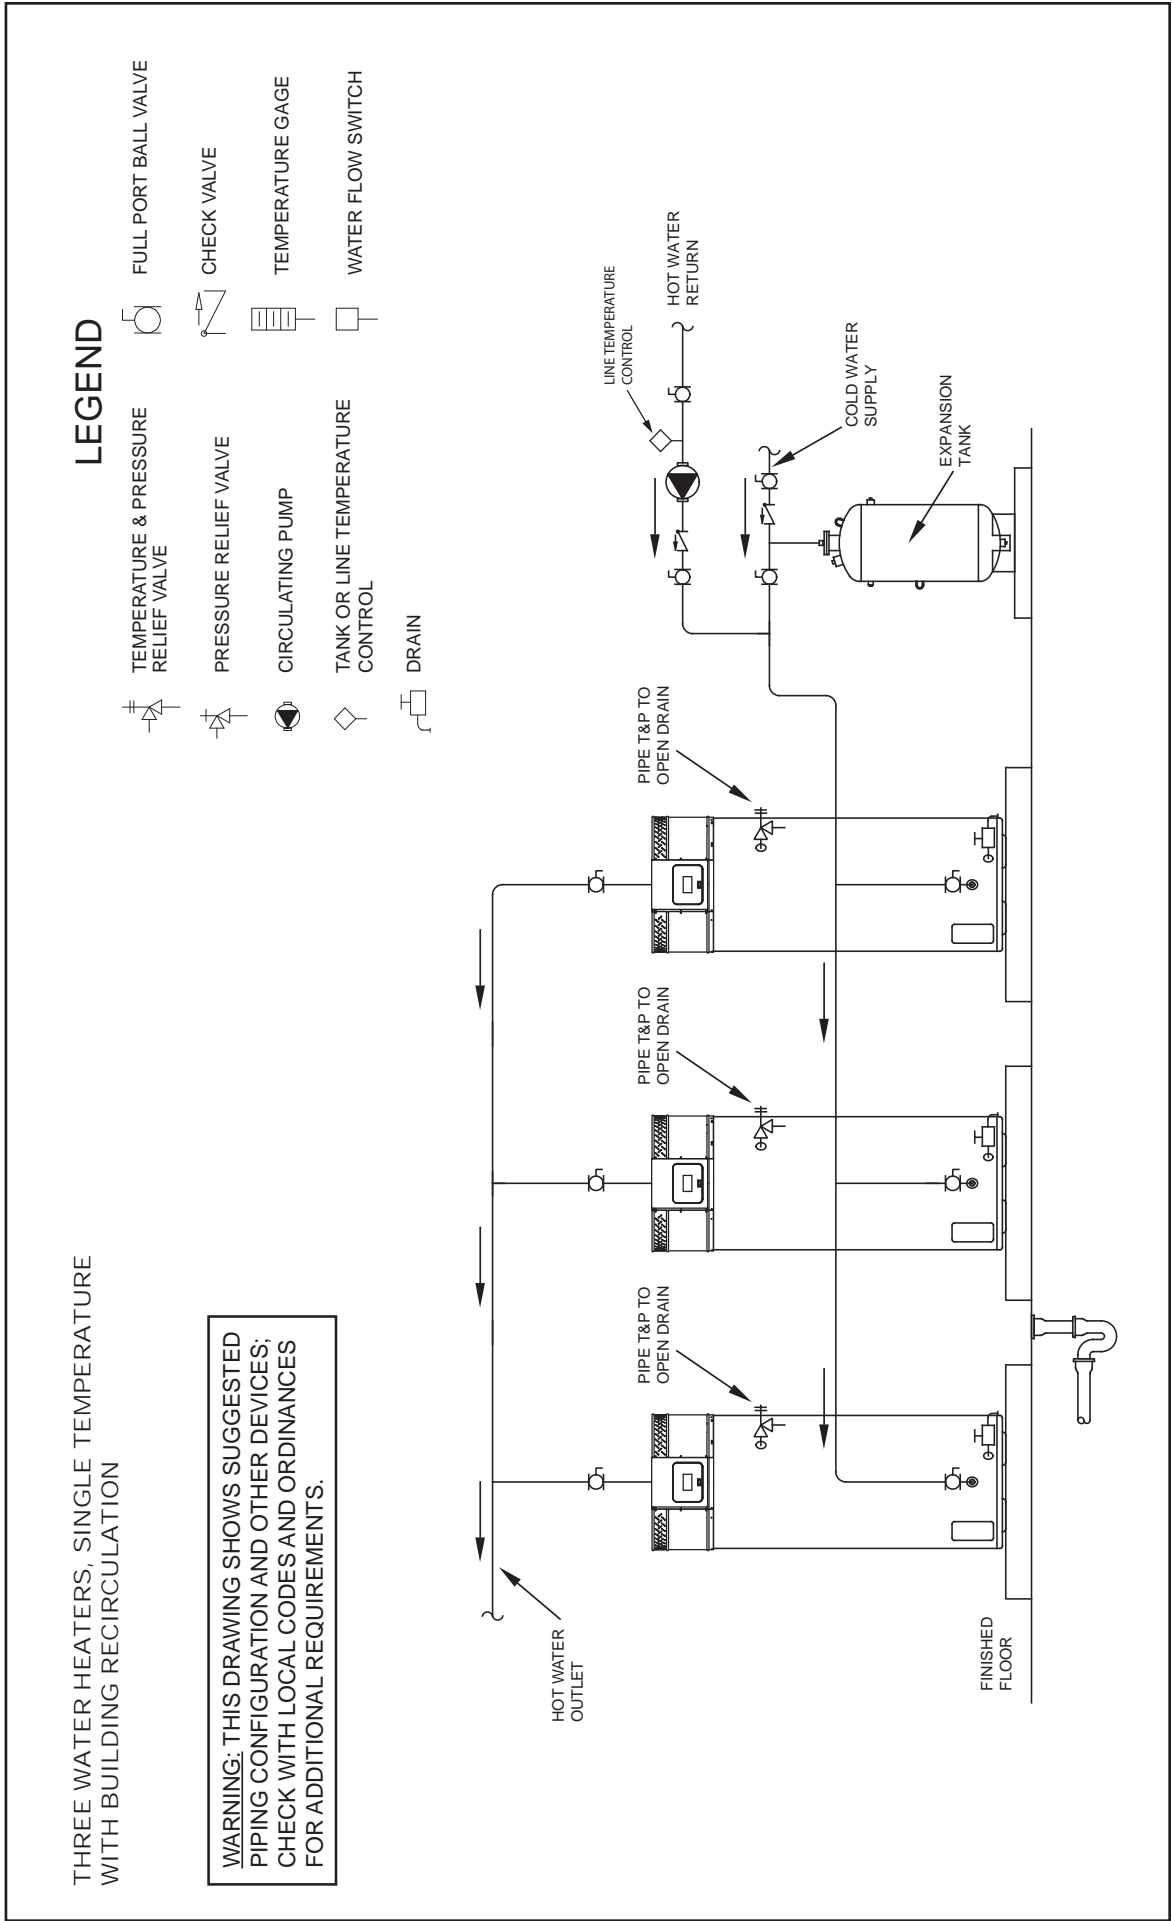 THREE WATER HEATERS, SINGLE TEMPERATURE
WITH BUILDING RECIRCULATION
WARNING: THIS DRAWING SHOWS SUGGESTED
PIPING CONFIGURATION AND OTHER DEVICES;
CHECK WITH LOCAL CODES AND ORDINANCES
FOR ADDITIONAL REQUIREMENTS.
LEGEND
TEMPERATURE & PRESSURE
RELIEF VALVE
PRESSURE RELIEF VALVE
CIRCULATING PUMP
TANK OR LINE TEMPERATURE
CONTROL
DRAIN
FULL PORT BALL VALVE
CHECK VALVE
TEMPERATURE GAGE
WATER FLOW SWITCH
HOT WATER
OUTLET
PIPE T&P TO
OPEN DRAIN
PIPE T&P TO
OPEN DRAIN
PIPE T&P TO
OPEN DRAIN
LINE TEMPERATURE
CONTROL
HOT WATER
RETURN
COLD WATER
SUPPLY
EXPANSION
TANK
FINISHED
FLOOR